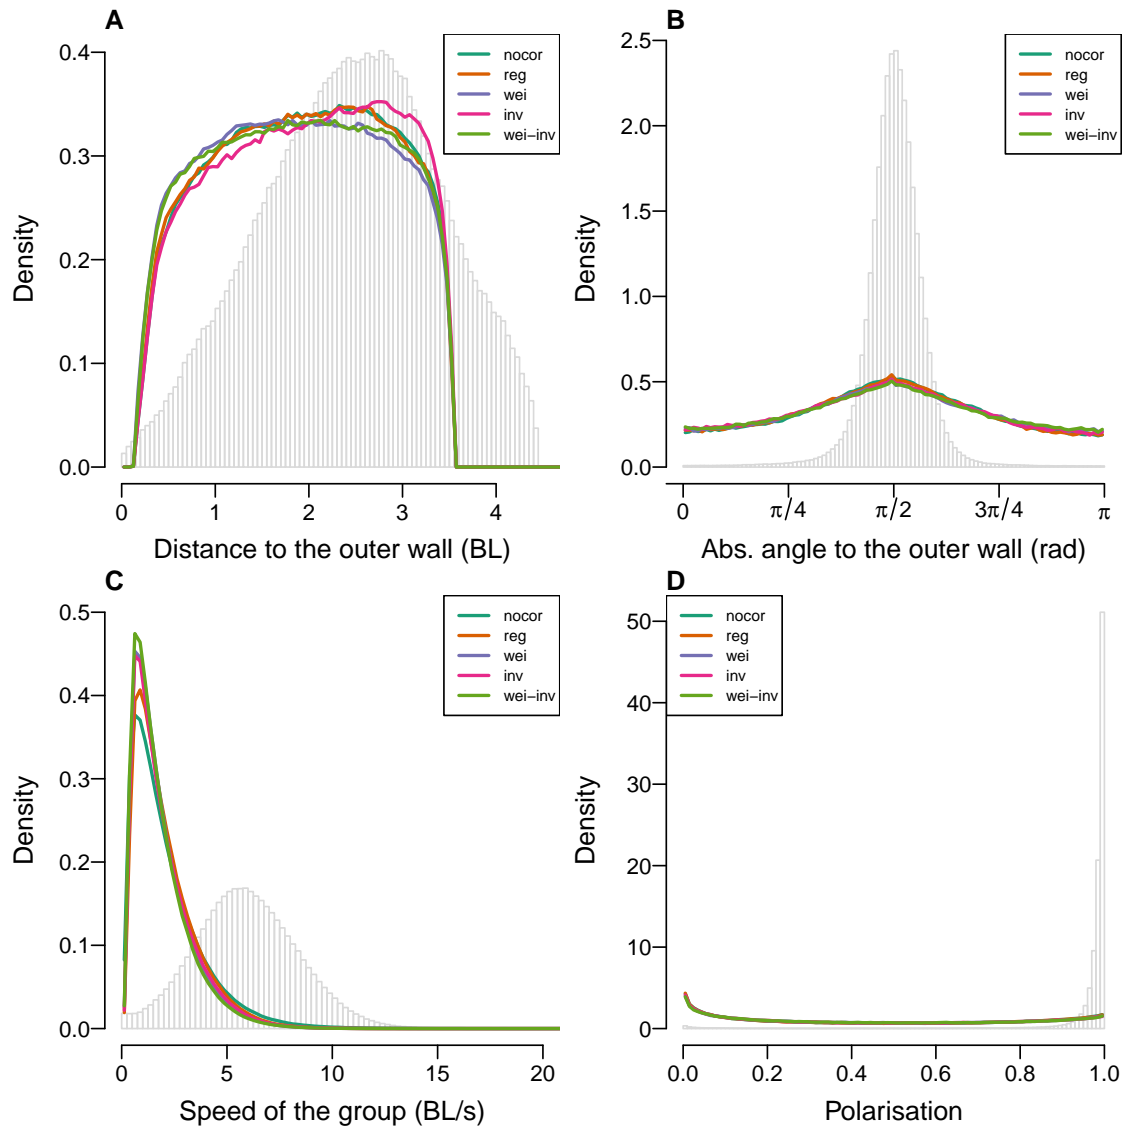 A
0.4
0.3
0.2
0.1
0.0
Density
0
1
2
3
4
Distance to the outer wall (BL)
nocor
reg
wei
inv
wei−inv
B
2.5
2.0
1.5
1.0
0.5
0.0
Density
0
π/4
π/2
3π/4
π
Abs. angle to the outer wall (rad)
nocor
reg
wei
inv
wei−inv
C
0.5
0.4
0.3
0.2
0.1
0.0
Density
0
5
10
15
20
Speed of the group (BL/s)
nocor
reg
wei
inv
wei−inv
D
50
40
30
20
10
0
Density
0.0
0.2
0.4
0.6
0.8
1.0
Polarisation
nocor
reg
wei
inv
wei−inv